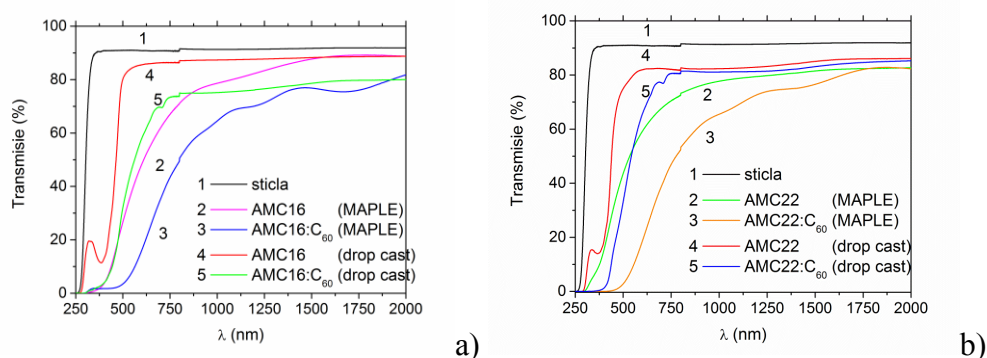 100
80
60
40
20
0
Transmisie (%)
250 500 750 1000 1250 1500 1750 2000
λ (nm)
1
4
5
2
3
1 sticla
2 AMC16 (MAPLE)
3 AMC16:C60 (MAPLE)
4 AMC16 (drop cast)
5 AMC16:C60 (drop cast)
a)
100
80
60
40
20
0
Transmisie (%)
250 500 750 1000 1250 1500 1750 2000
λ (nm)
1
4
5
2
3
1 sticla
2 AMC22 (MAPLE)
3 AMC22:C60 (MAPLE)
4 AMC22 (drop cast)
5 AMC22:C60 (drop cast)
b)